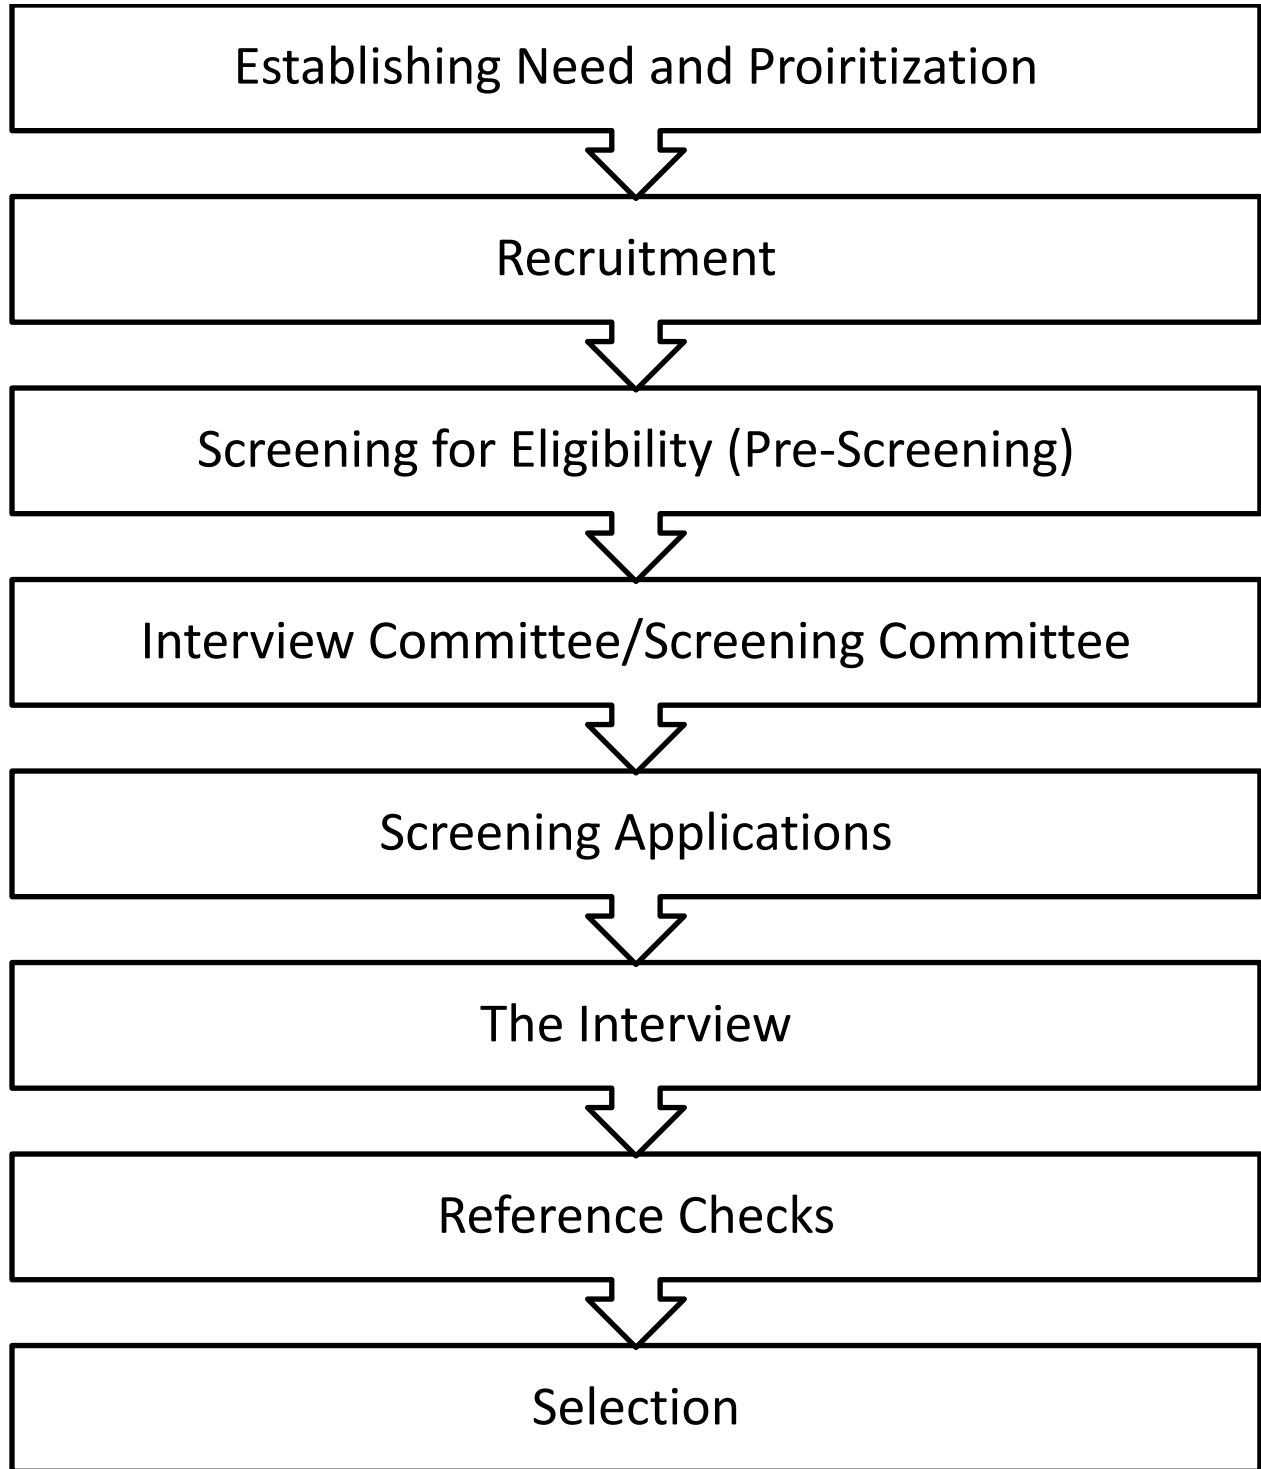 Establishing Need and Proiritization
Recruitment
Screening for Eligibility (Pre-Screening)
Interview Committee/Screening Committee
Screening Applications
The Interview
Reference Checks
Selection